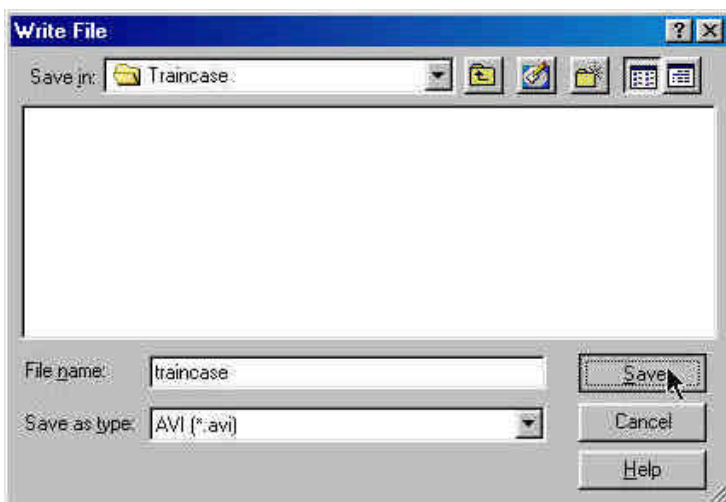 Write File
Save in: Traincase
File name: traincase
Save as type: AVI (*.avi)
Save
Cancel
Help